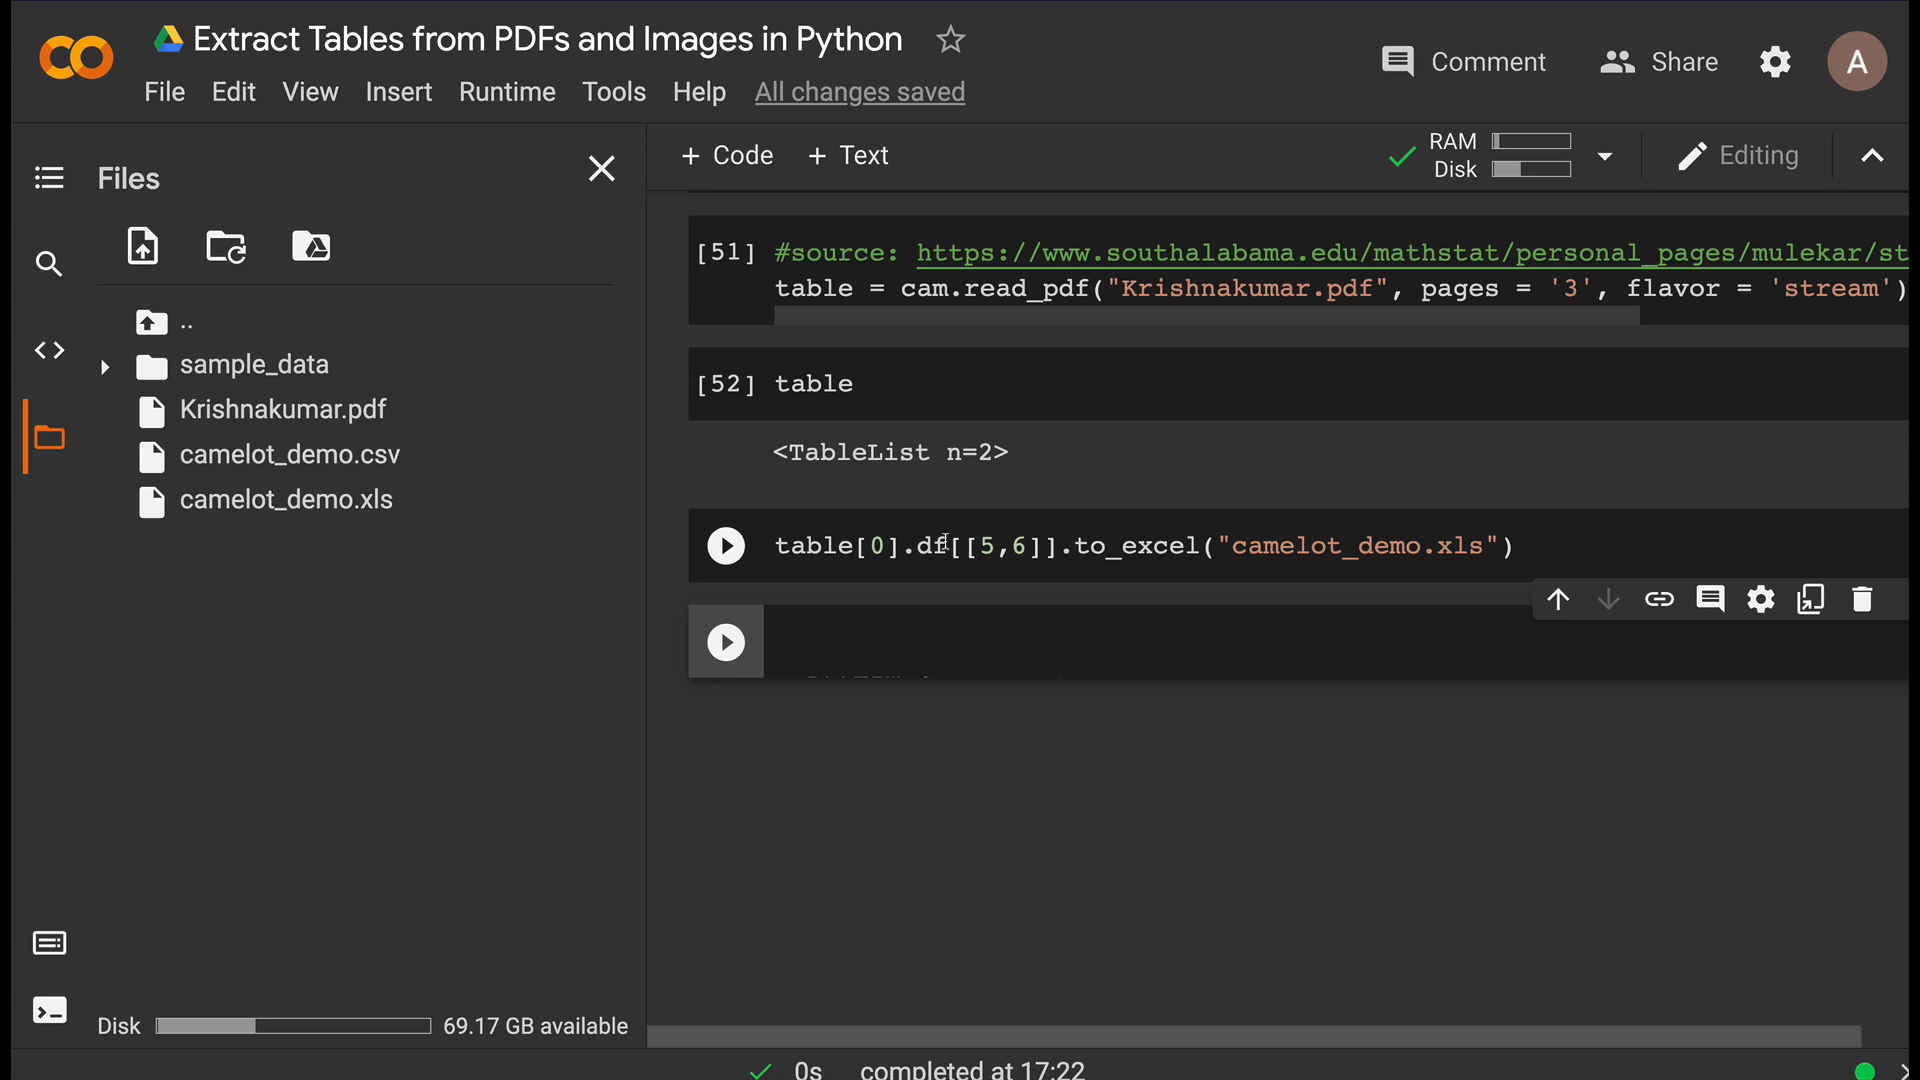 Extract Tables from PDFs and Images in Python
File Edit View Insert Runtime Tools Help All changes saved
Comment Share A
Files
+ Code + Text
RAM
Disk
Editing
..
sample_data
Krishnakumar.pdf
camelot_demo.csv
camelot_demo.xls
[51] #source: https://www.southalabama.edu/mathstat/personal_pages/mulekar/st
table = cam.read_pdf("Krishnakumar.pdf", pages = '3', flavor = 'stream')
[52] table
<TableList n=2>
table[0].df[[5,6]].to_excel("camelot_demo.xls")
Disk 69.17 GB available
0s completed at 17:22